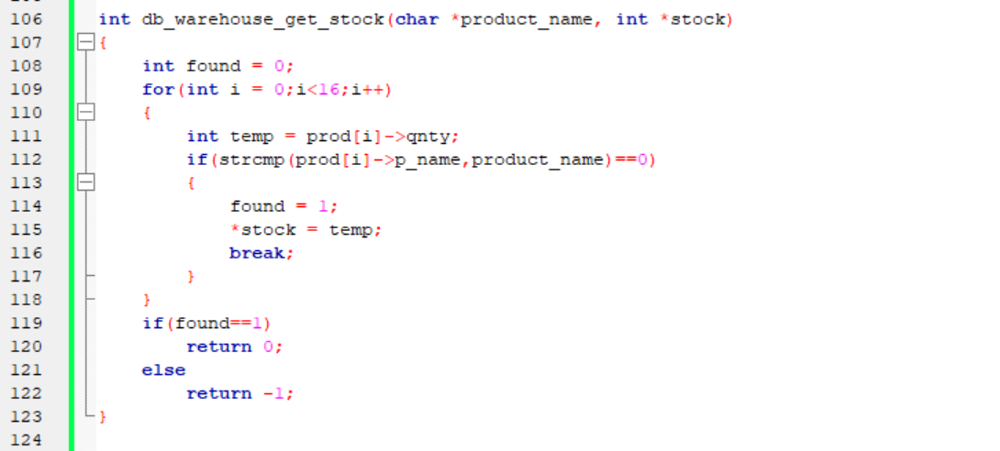 106 int db_warehouse_get_stock(char *product_name, int *stock)
107 {
108     int found = 0;
109     for(int i = 0;i<16;i++)
110     {
111         int temp = prod[i]->qnty;
112         if(strcmp(prod[i]->p_name,product_name)==0)
113         {
114             found = 1;
115             *stock = temp;
116             break;
117         }
118     }
119     if(found==1)
120         return 0;
121     else
122         return -1;
123 }
124